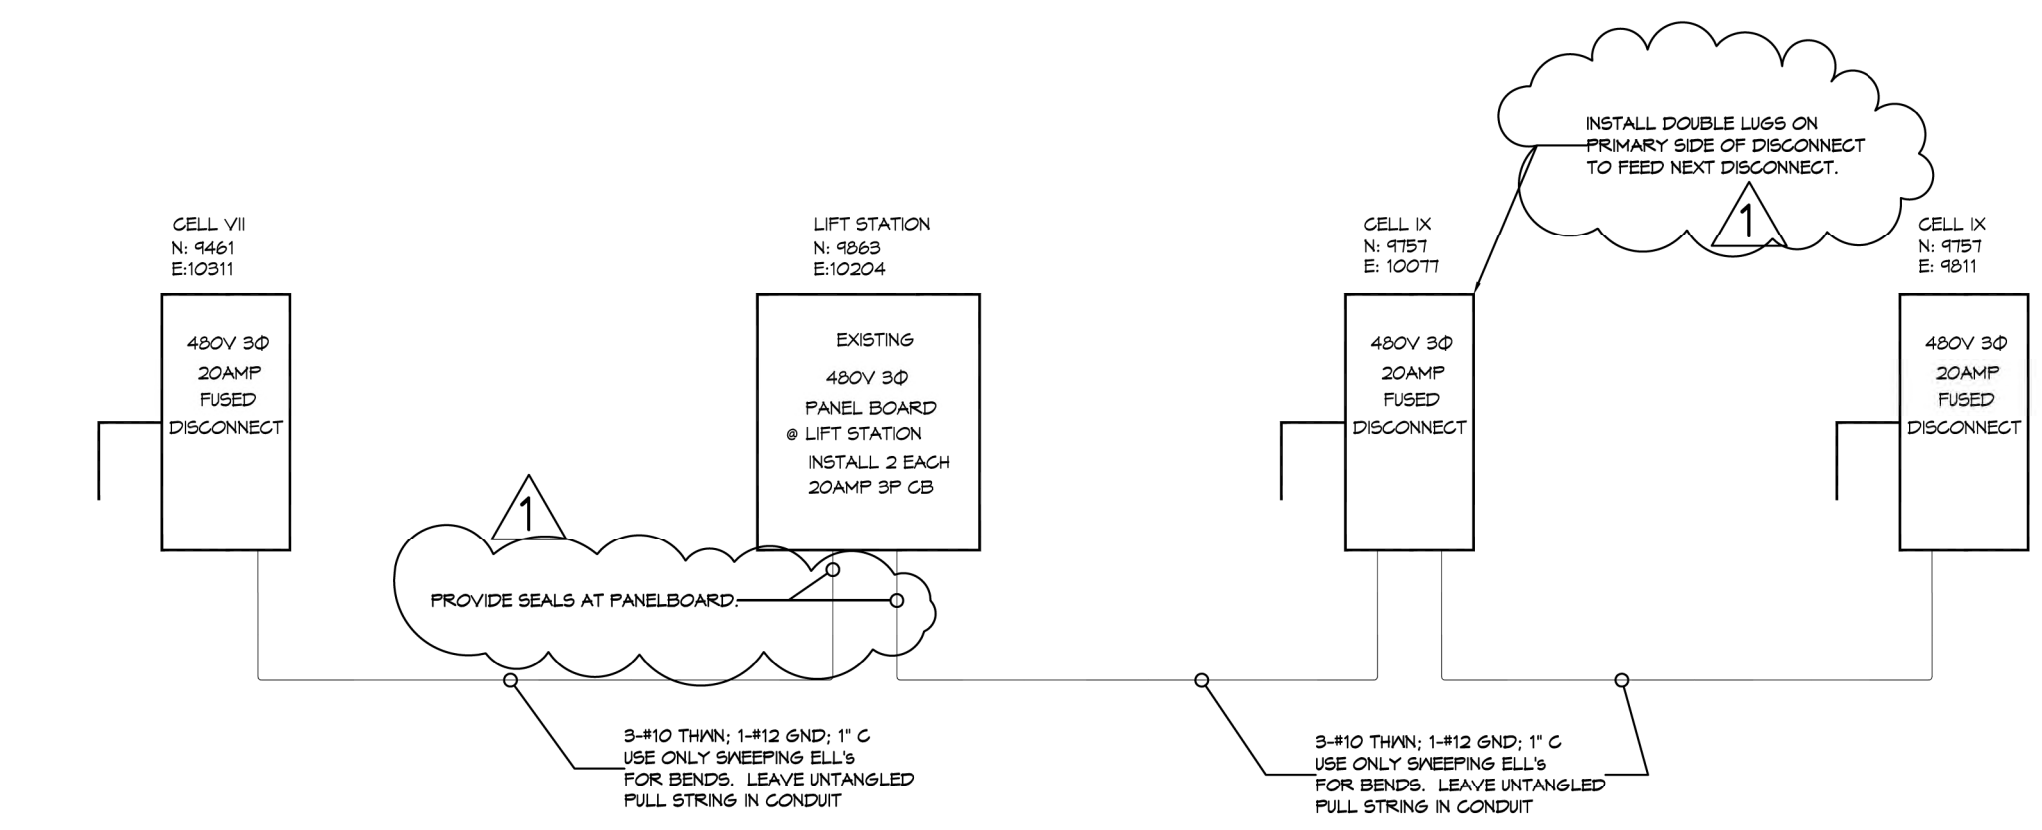 INSTALL DOUBLE LUGS ON
PRIMARY SIDE OF DISCONNECT
TO FEED NEXT DISCONNECT.
1
CELL VII
N: 9461
E:10311
480V 3Φ
20AMP
FUSED
DISCONNECT
LIFT STATION
N: 9863
E:10204
EXISTING
480V 3Φ
PANEL BOARD
@ LIFT STATION
INSTALL 2 EACH
20AMP 3P CB
CELL IX
N: 9757
E: 10077
480V 3Φ
20AMP
FUSED
DISCONNECT
CELL IX
N: 9757
E: 9811
480V 3Φ
20AMP
FUSED
DISCONNECT
1
PROVIDE SEALS AT PANELBOARD.
3-#10 THWN; 1-#12 GND; 1" C
USE ONLY SWEEPING ELL's
FOR BENDS. LEAVE UNTANGLED
PULL STRING IN CONDUIT
3-#10 THWN; 1-#12 GND; 1" C
USE ONLY SWEEPING ELL's
FOR BENDS. LEAVE UNTANGLED
PULL STRING IN CONDUIT